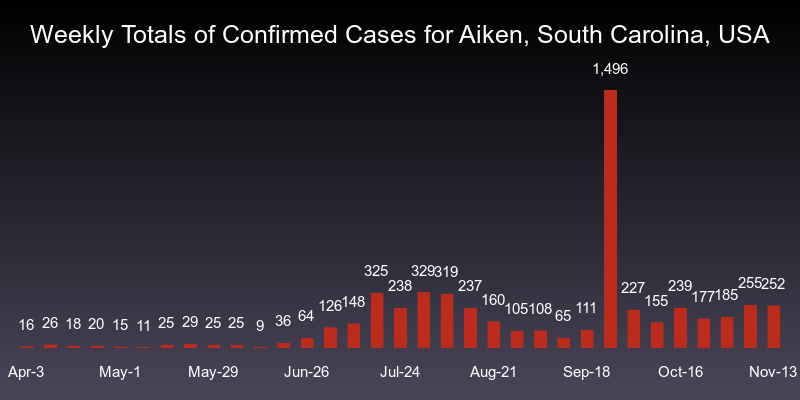 Weekly Totals of Confirmed Cases for Aiken, South Carolina, USA
1,496
325 329 319
238 237
16 26 18 20 15 11 25 29 25 25 9 36 64 126 148 160 105 108 65 111 227 155 239 177 185 255 252
Apr-3 May-1 May-29 Jun-26 Jul-24 Aug-21 Sep-18 Oct-16 Nov-13